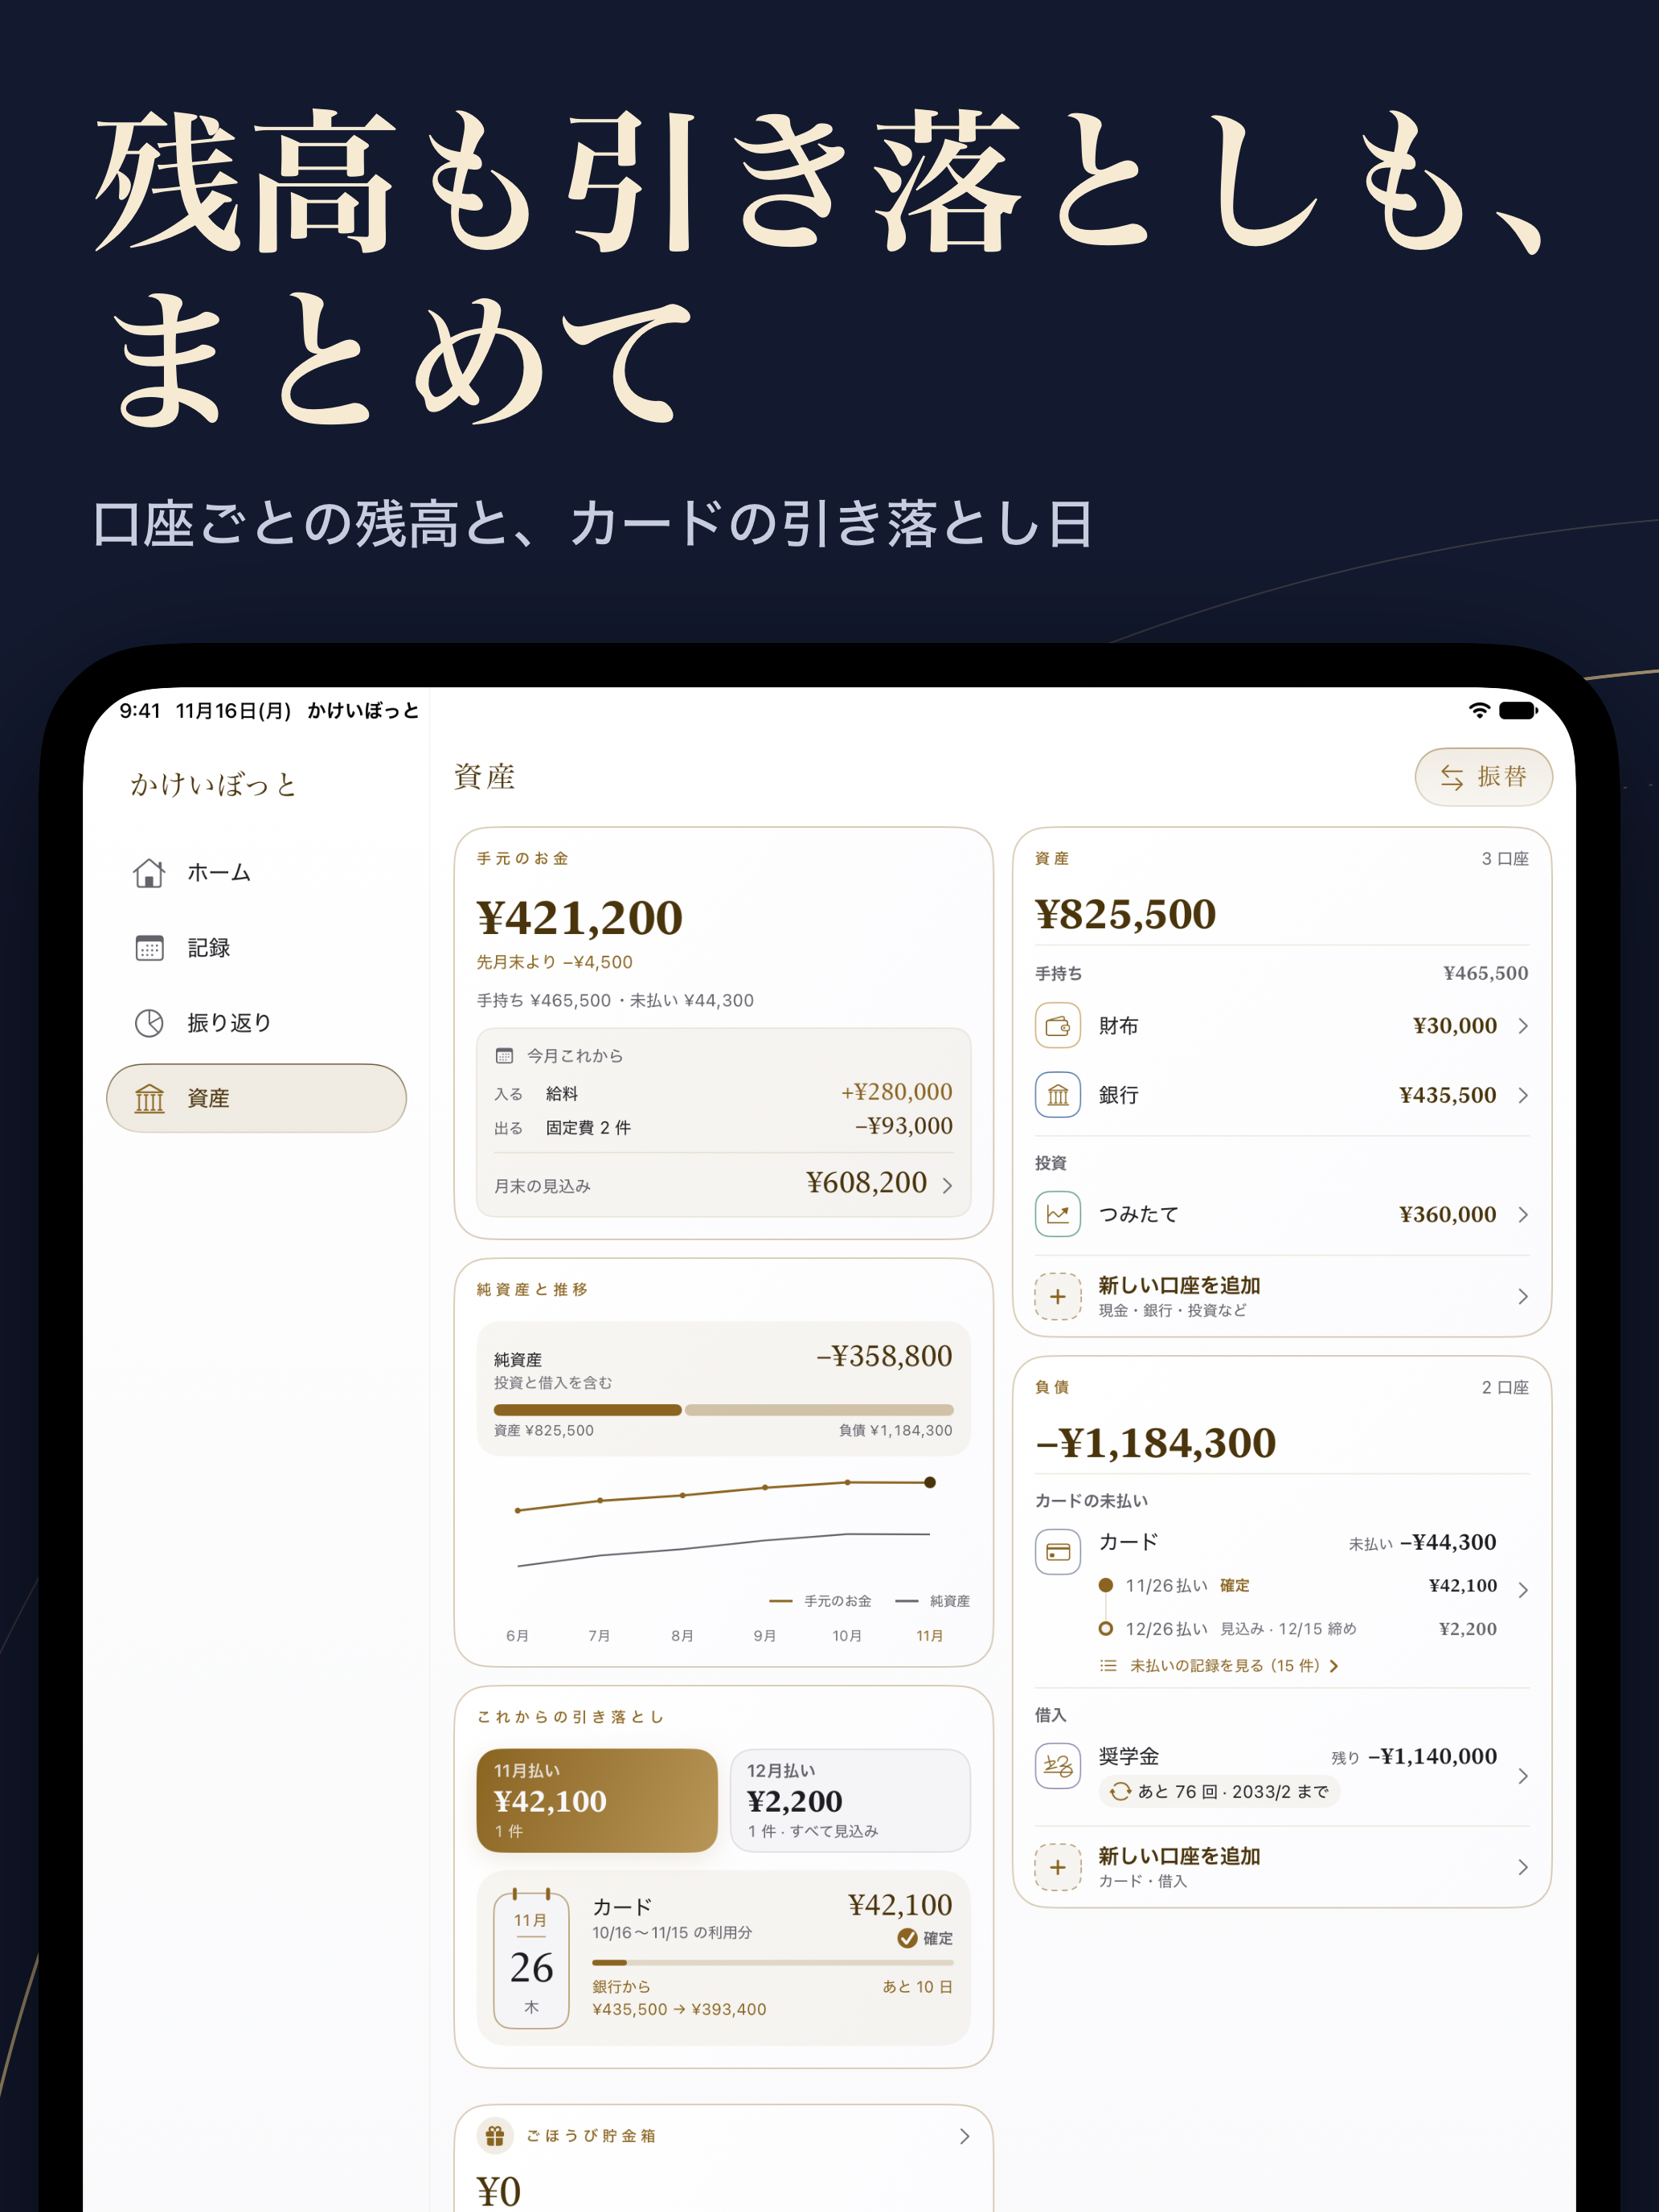 残高も引き落としも、
まとめて
口座ごとの残高と、カードの引き落とし日
9:41 11月16日(月) かけいぼっと
かけいぼっと
ホーム
記録
振り返り
資産
資産
振替
手元のお金
¥421,200
先月末より −¥4,500
手持ち ¥465,500・未払い ¥44,300
今月これから
入る 給料 +¥280,000
出る 固定費 2 件 −¥93,000
月末の見込み ¥608,200
純資産と推移
純資産 −¥358,800
投資と借入を含む
資産 ¥825,500 負債 ¥1,184,300
手元のお金 純資産
6月 7月 8月 9月 10月 11月
これからの引き落とし
11月払い
¥42,100
1 件
12月払い
¥2,200
1 件・すべて見込み
11月
26
木
カード ¥42,100
10/16〜11/15 の利用分 確定
銀行から あと 10 日
¥435,500 → ¥393,400
ごほうび貯金箱
¥0
資産 3 口座
¥825,500
手持ち ¥465,500
財布 ¥30,000
銀行 ¥435,500
投資
つみたて ¥360,000
新しい口座を追加
現金・銀行・投資など
負債 2 口座
−¥1,184,300
カードの未払い
カード 未払い −¥44,300
11/26払い 確定 ¥42,100
12/26払い 見込み・12/15 締め ¥2,200
未払いの記録を見る（15 件）
借入
奨学金 残り −¥1,140,000
あと 76 回・2033/2 まで
新しい口座を追加
カード・借入